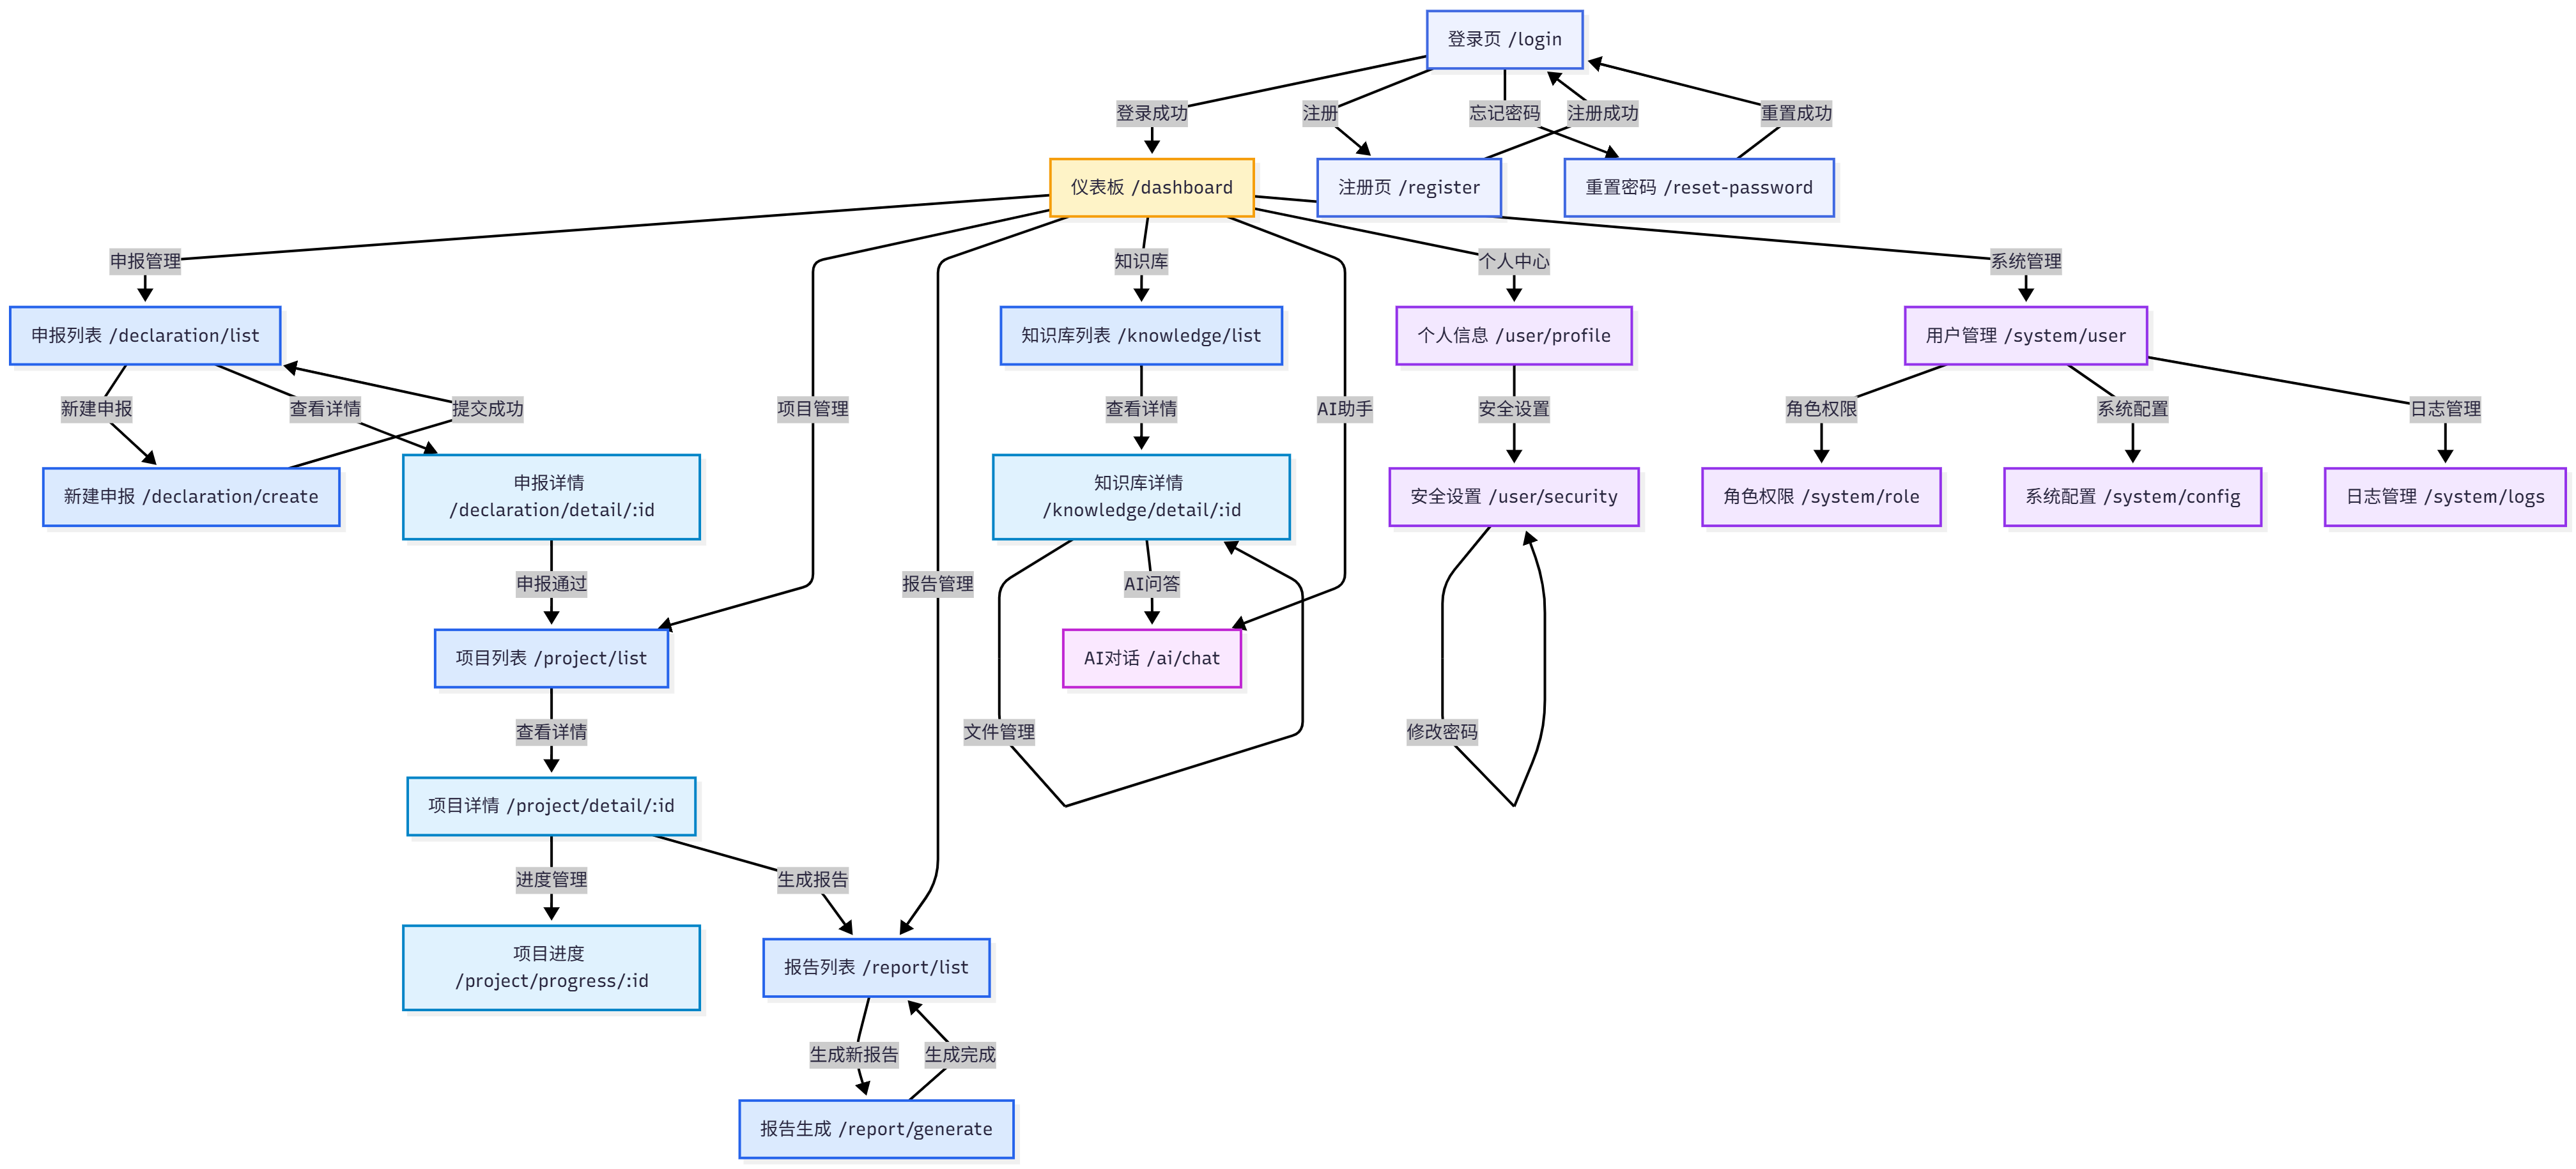 登录页 /login
登录成功
注册
忘记密码
注册成功
重置成功
仪表板 /dashboard
注册页 /register
重置密码 /reset-password
申报管理
知识库
个人中心
系统管理
申报列表 /declaration/list
知识库列表 /knowledge/list
个人信息 /user/profile
用户管理 /system/user
新建申报
查看详情
提交成功
项目管理
查看详情
AI助手
安全设置
角色权限
系统配置
日志管理
新建申报 /declaration/create
申报详情
/declaration/detail/:id
知识库详情
/knowledge/detail/:id
安全设置 /user/security
角色权限 /system/role
系统配置 /system/config
日志管理 /system/logs
申报通过
报告管理
AI问答
项目列表 /project/list
AI对话 /ai/chat
查看详情
文件管理
修改密码
项目详情 /project/detail/:id
进度管理
生成报告
项目进度
/project/progress/:id
报告列表 /report/list
生成新报告
生成完成
报告生成 /report/generate